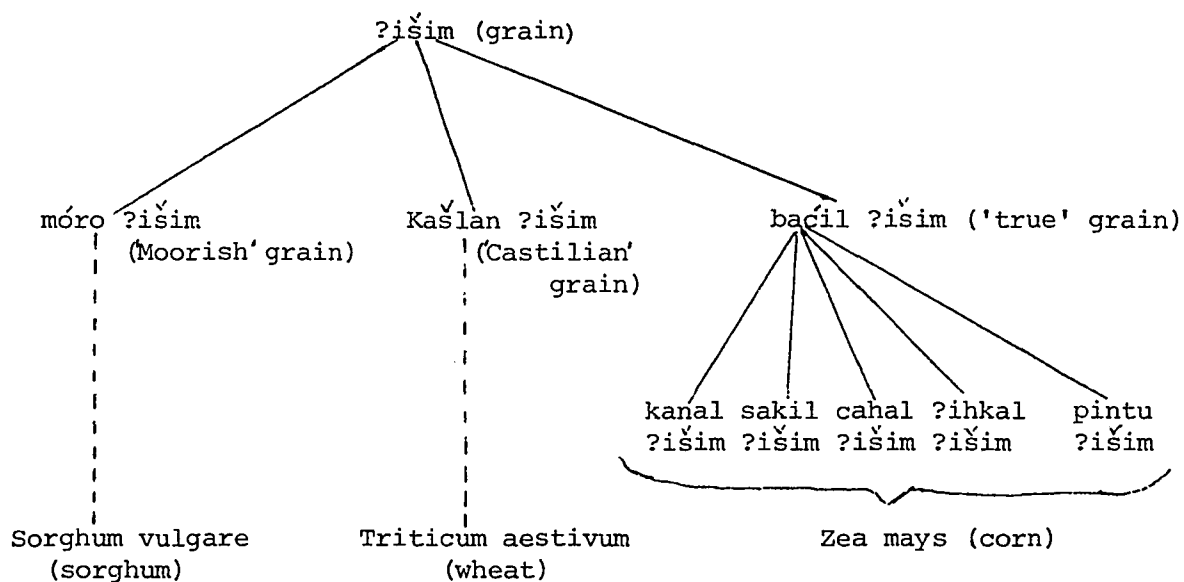 ?išim (grain)
móro ?išim
('Moorish' grain)
Kašlan ?išim
('Castilian'
grain)
baćil ?išim ('true' grain)
kanal sakil cahal ?ihkal pintu
?išim ?išim ?išim ?išim ?išim
Sorghum vulgare
(sorghum)
Triticum aestivum
(wheat)
Zea mays (corn)